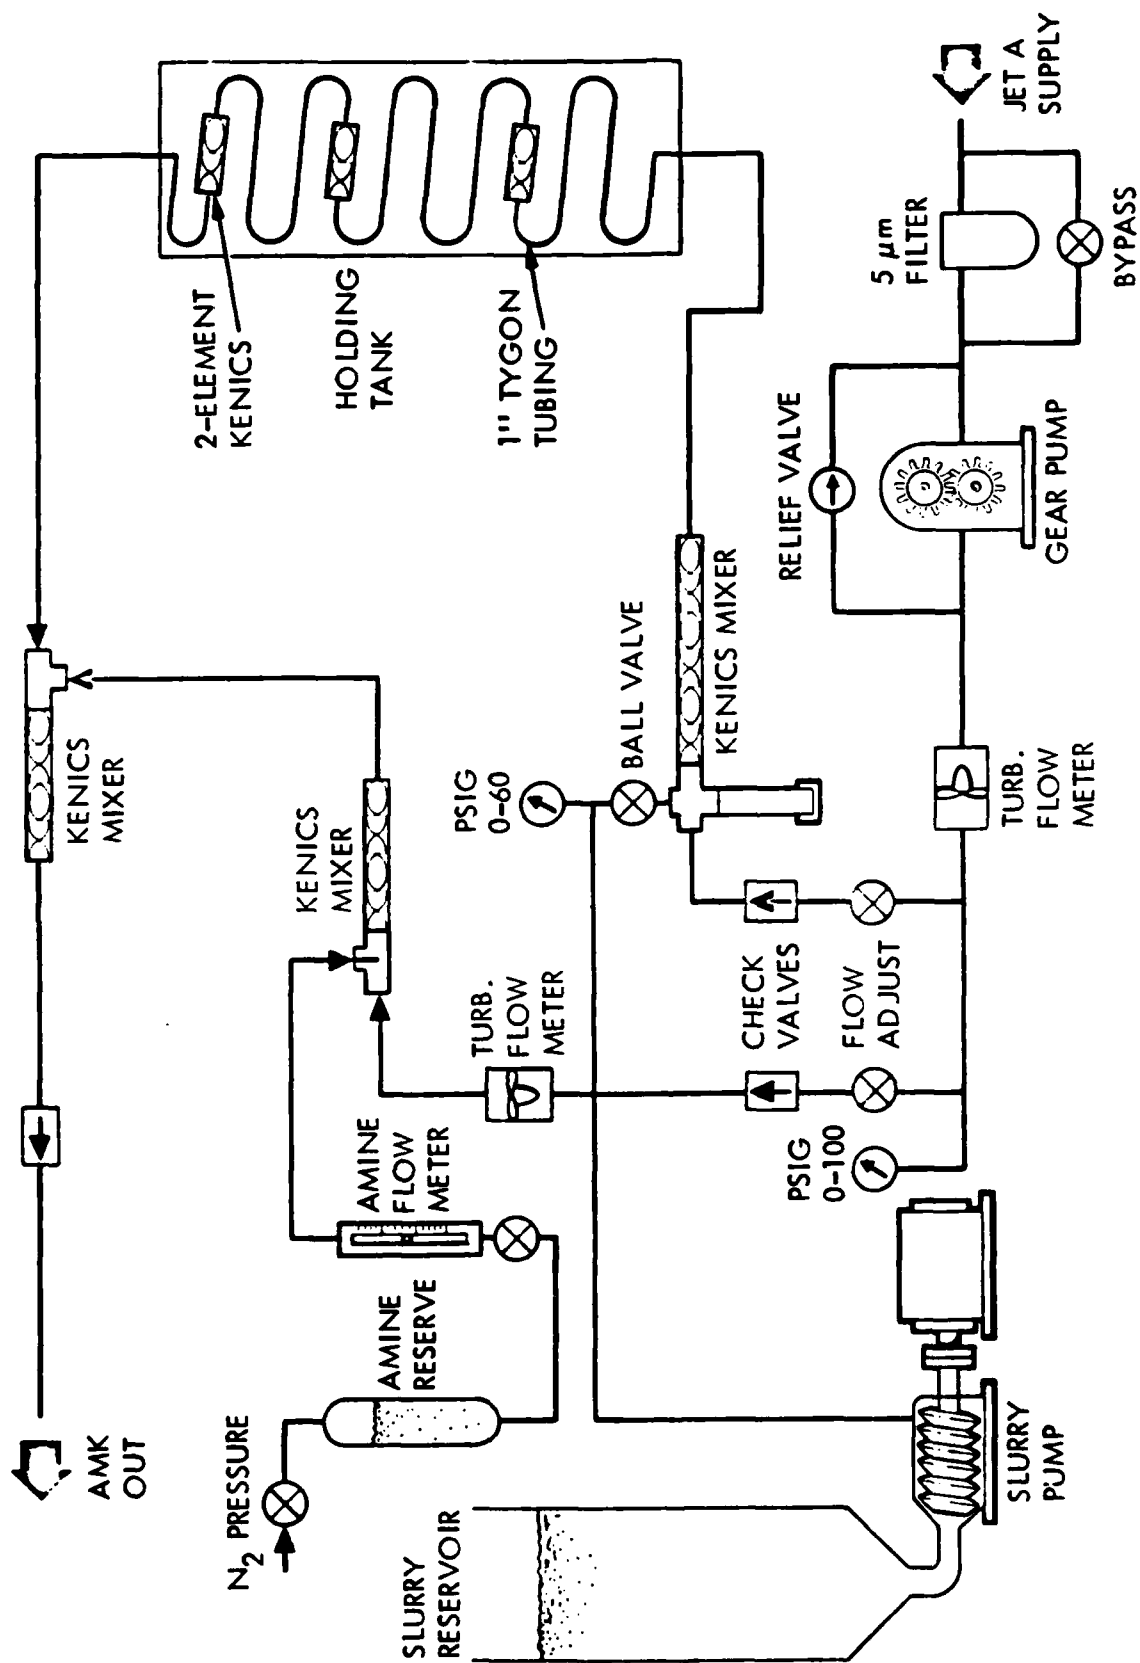 SLURRY
RESERVOIR
N2 PRESSURE
AMK
OUT
AMINE
RESERVE
AMINE
FLOW
METER
KENICS
MIXER
KENICS
MIXER
2-ELEMENT
KENICS
HOLDING
TANK
1" TYGON
TUBING
TURB.
FLOW
METER
PSIG
0-60
BALL VALVE
KENICS MIXER
CHECK
VALVES
FLOW
ADJUST
PSIG
0-100
SLURRY
PUMP
TURB.
FLOW
METER
RELIEF VALVE
GEAR PUMP
5 µm
FILTER
BYPASS
JET A
SUPPLY